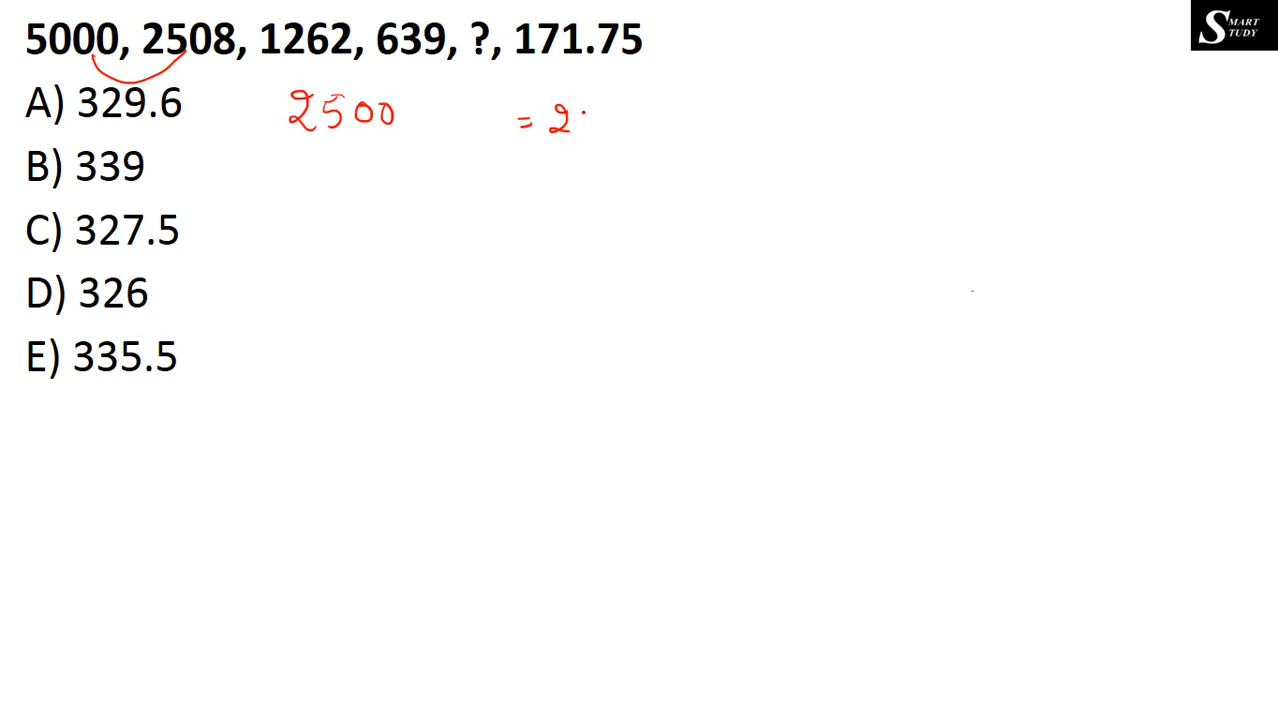 5000, 2508, 1262, 639, ?, 171.75
SMART STUDY
A) 329.6
2500 = 2.
B) 339
C) 327.5
D) 326
E) 335.5